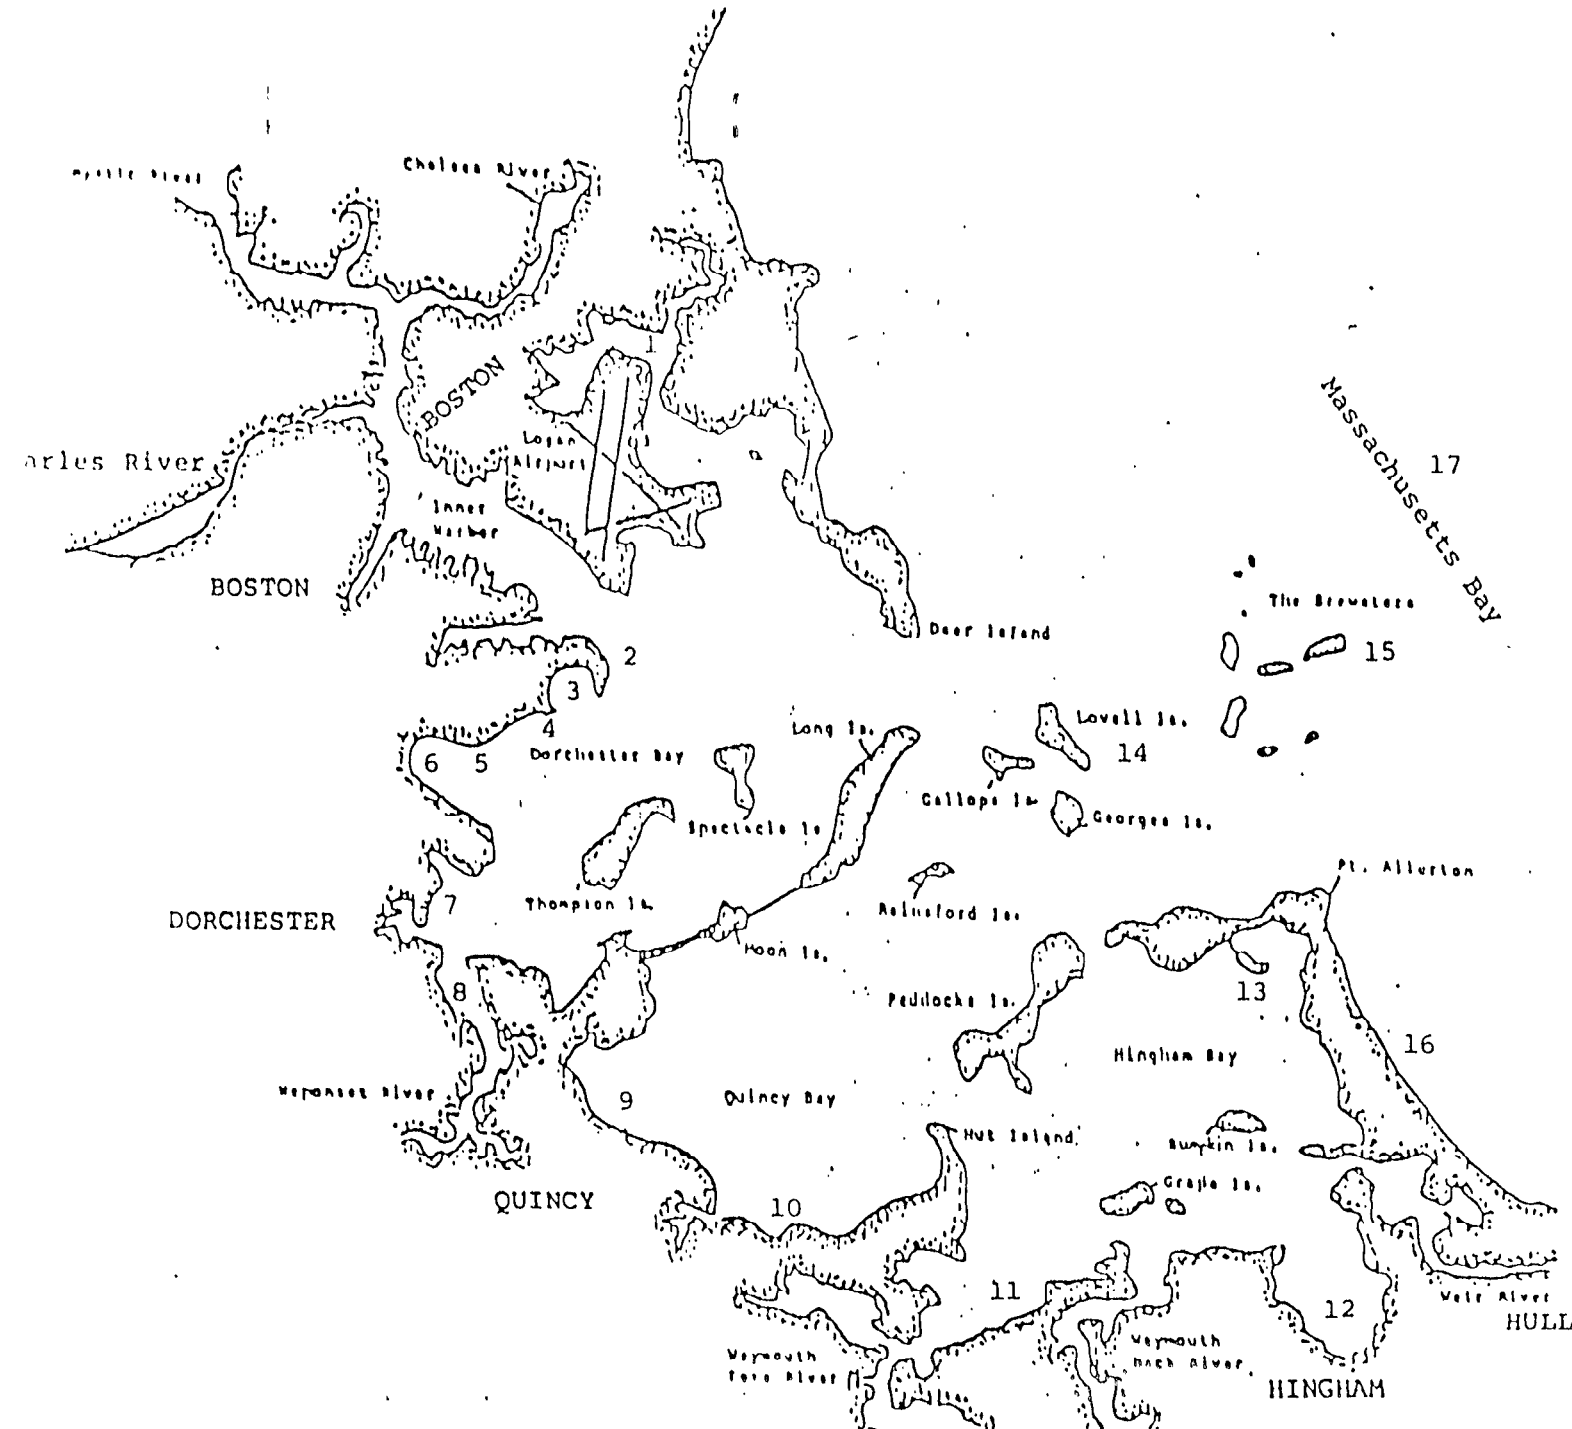 Chelsea River
1
BOSTON
Logan
Airport
River
17
Massachusetts Bay
Inner
Harbor
BOSTON
The Brewsters
Deer Island
2
15
3
4
Long Is.
Lovell Is.
14
6
5
Dorchester Bay
Gallops Is.
Georges Is.
Spectacle Is
Pt. Allerton
7
Thompson Is.
Rainsford Is.
DORCHESTER
Moon Is.
8
13
Peddocks Is.
16
Hingham Bay
Neponset River
9
Quincy Bay
Nut Island
Bumpkin Is.
Grape Is.
QUINCY
10
11
12
Weir River
HULL
Weymouth
Fore River
Weymouth
Back River
HINGHAM